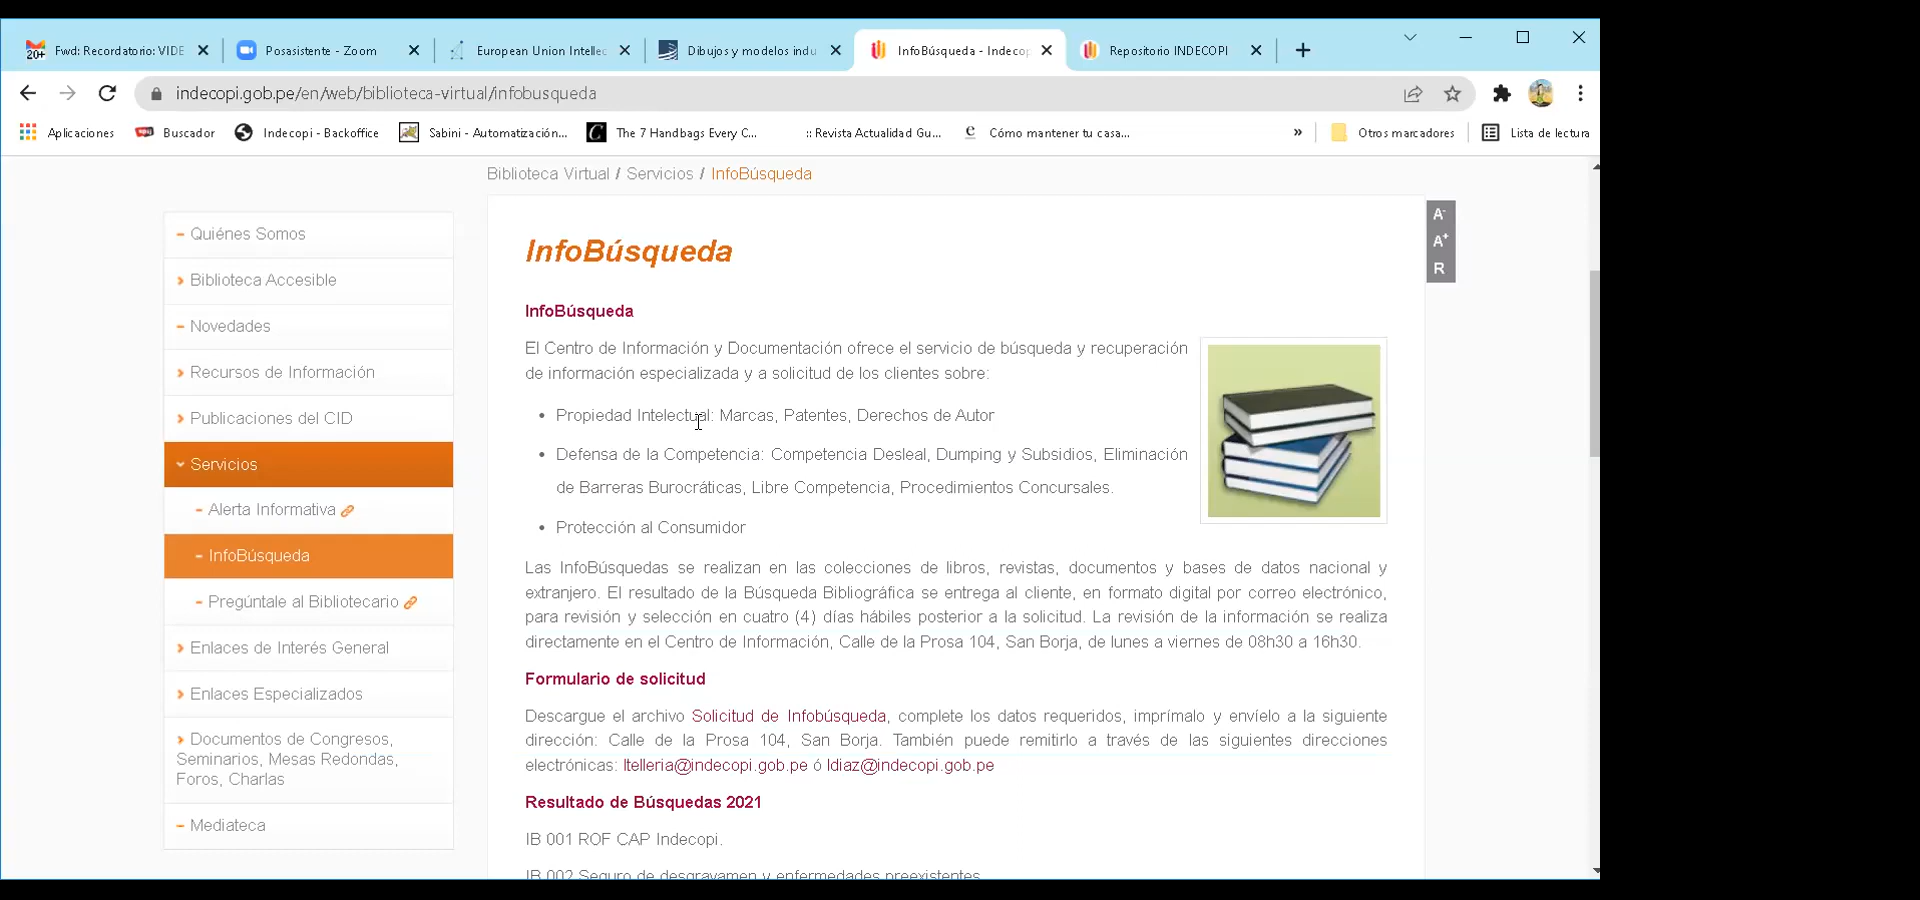 Fwd: Recordatorio: VIDE
20+
Posasistente - Zoom
European Union Intellec
Dibujos y modelos indu
InfoBúsqueda - Indecop
Repositorio INDECOPI
indecopi.gob.pe/en/web/biblioteca-virtual/infobusqueda
Aplicaciones
Buscador
Indecopi - Backoffice
Sabini - Automatización...
The 7 Handbags Every C...
:: Revista Actualidad Gu...
Cómo mantener tu casa...
»
Otros marcadores
Lista de lectura
Biblioteca Virtual / Servicios / InfoBúsqueda
Quiénes Somos
Biblioteca Accesible
Novedades
Recursos de Información
Publicaciones del CID
Servicios
Alerta Informativa
InfoBúsqueda
Pregúntale al Bibliotecario
Enlaces de Interés General
Enlaces Especializados
Documentos de Congresos,
Seminarios, Mesas Redondas,
Foros, Charlas
Mediateca
A-
A+
R
InfoBúsqueda
InfoBúsqueda
El Centro de Información y Documentación ofrece el servicio de búsqueda y recuperación
de información especializada y a solicitud de los clientes sobre:
• Propiedad Intelectual: Marcas, Patentes, Derechos de Autor
• Defensa de la Competencia: Competencia Desleal, Dumping y Subsidios, Eliminación
de Barreras Burocráticas, Libre Competencia, Procedimientos Concursales.
• Protección al Consumidor
Las InfoBúsquedas se realizan en las colecciones de libros, revistas, documentos y bases de datos nacional y
extranjero. El resultado de la Búsqueda Bibliográfica se entrega al cliente, en formato digital por correo electrónico,
para revisión y selección en cuatro (4) días hábiles posterior a la solicitud. La revisión de la información se realiza
directamente en el Centro de Información, Calle de la Prosa 104, San Borja, de lunes a viernes de 08h30 a 16h30.
Formulario de solicitud
Descargue el archivo Solicitud de Infobúsqueda, complete los datos requeridos, imprímalo y envíelo a la siguiente
dirección: Calle de la Prosa 104, San Borja. También puede remitirlo a través de las siguientes direcciones
electrónicas: ltelleria@indecopi.gob.pe ó ldiaz@indecopi.gob.pe
Resultado de Búsquedas 2021
IB 001 ROF CAP Indecopi.
IB 002 Seguro de desgravamen y enfermedades preexistentes